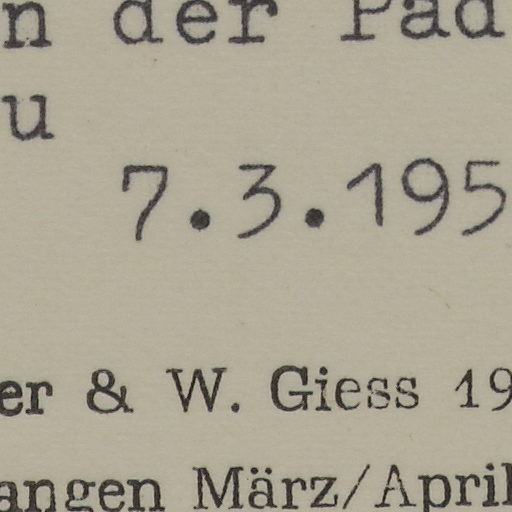 n der Pad
u
7.3.195
er & W. Giess 19
angen März/April